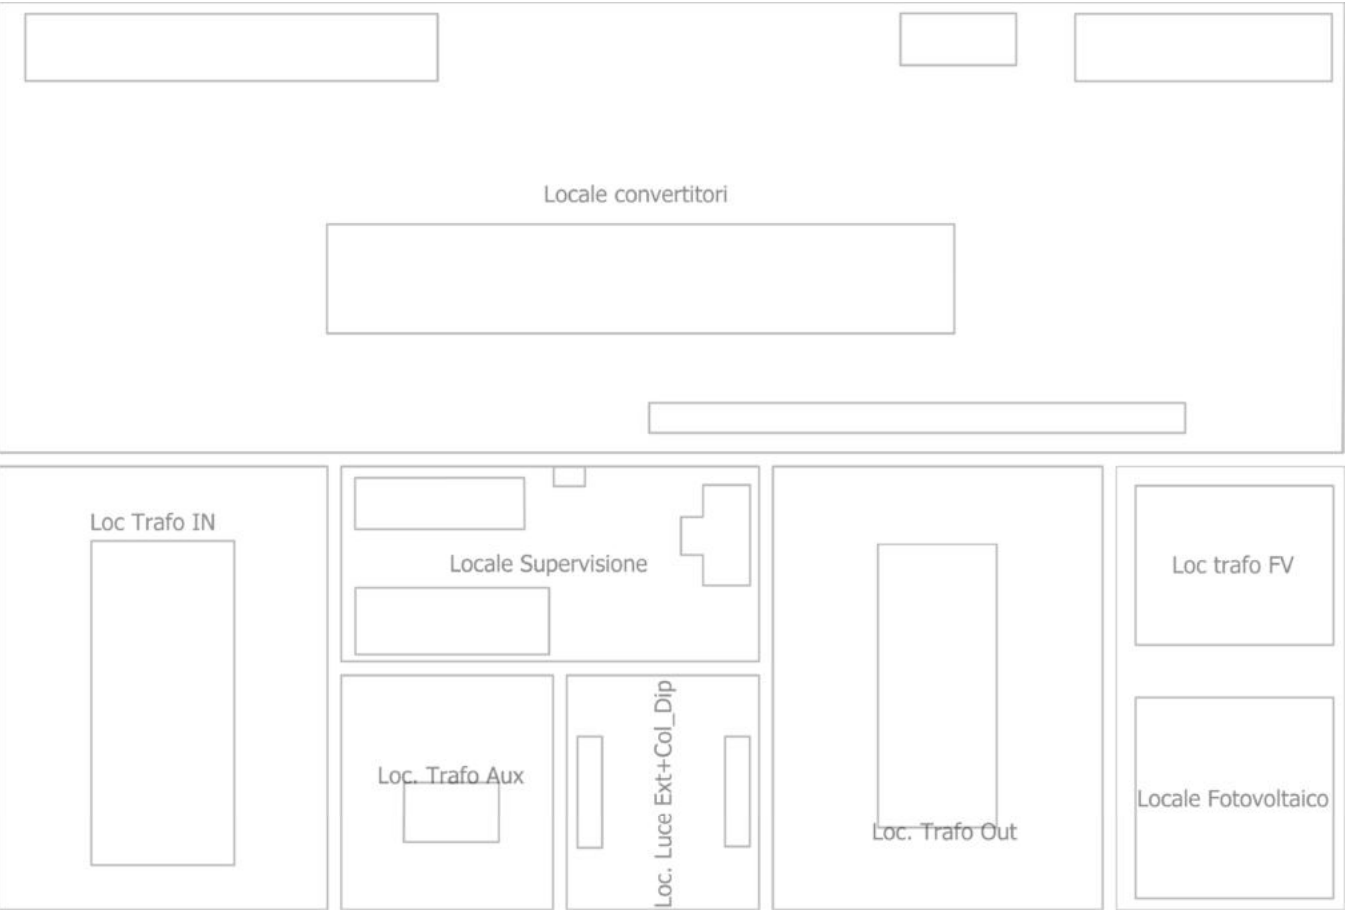 Locale convertitori
Loc Trafo IN
Locale Supervisione
Loc trafo FV
Loc. Trafo Aux
Loc. Luce Ext+Col_Dip
Loc. Trafo Out
Locale Fotovoltaico